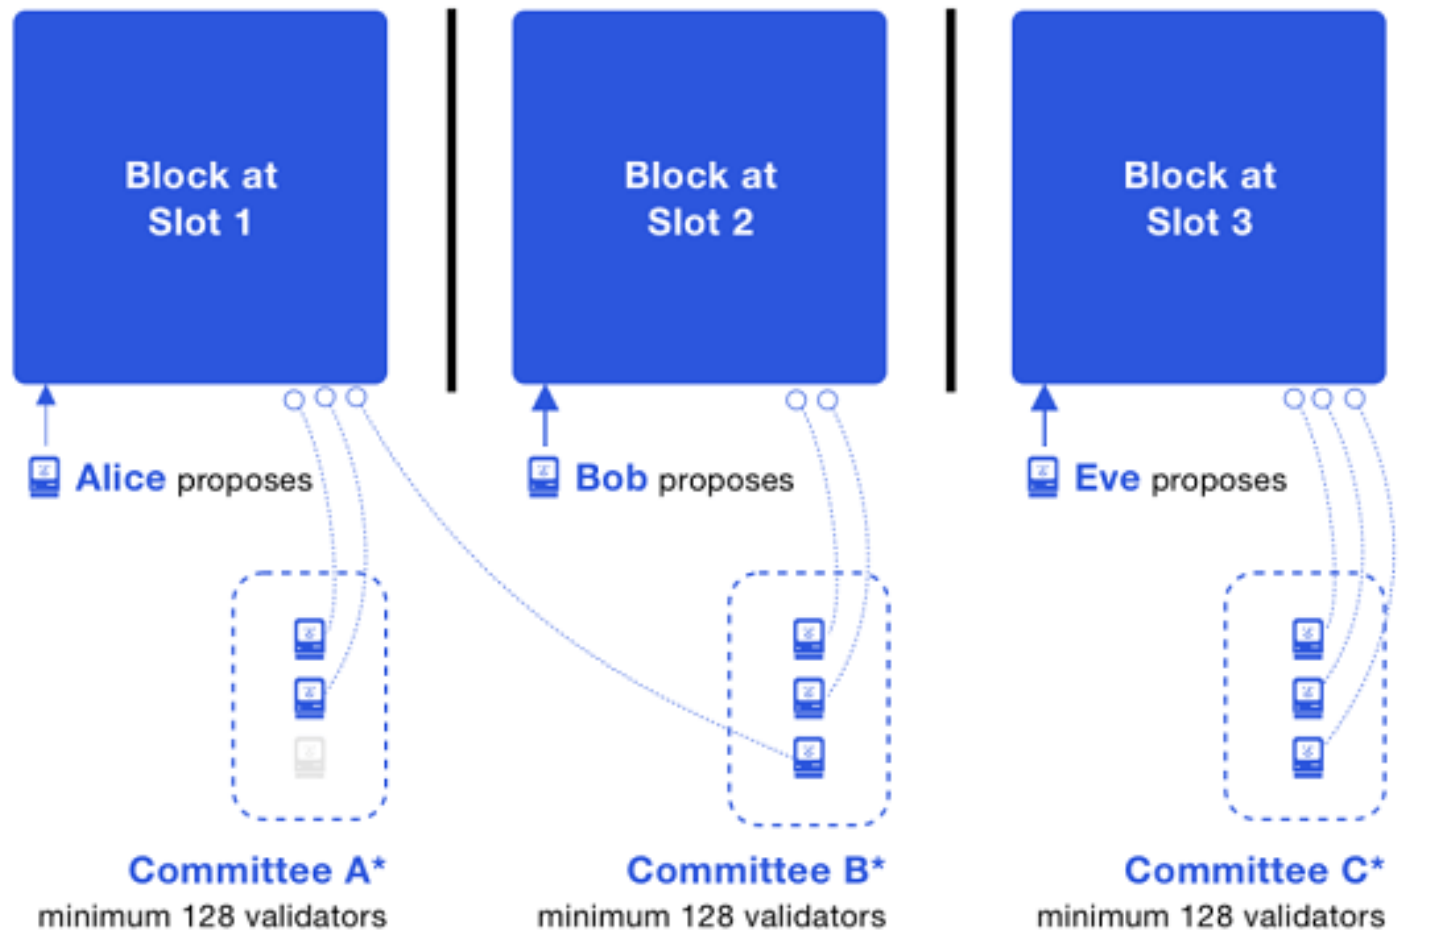 Block at
Slot 1
Block at
Slot 2
Block at
Slot 3
Alice proposes
Bob proposes
Eve proposes
Committee A*
minimum 128 validators
Committee B*
minimum 128 validators
Committee C*
minimum 128 validators